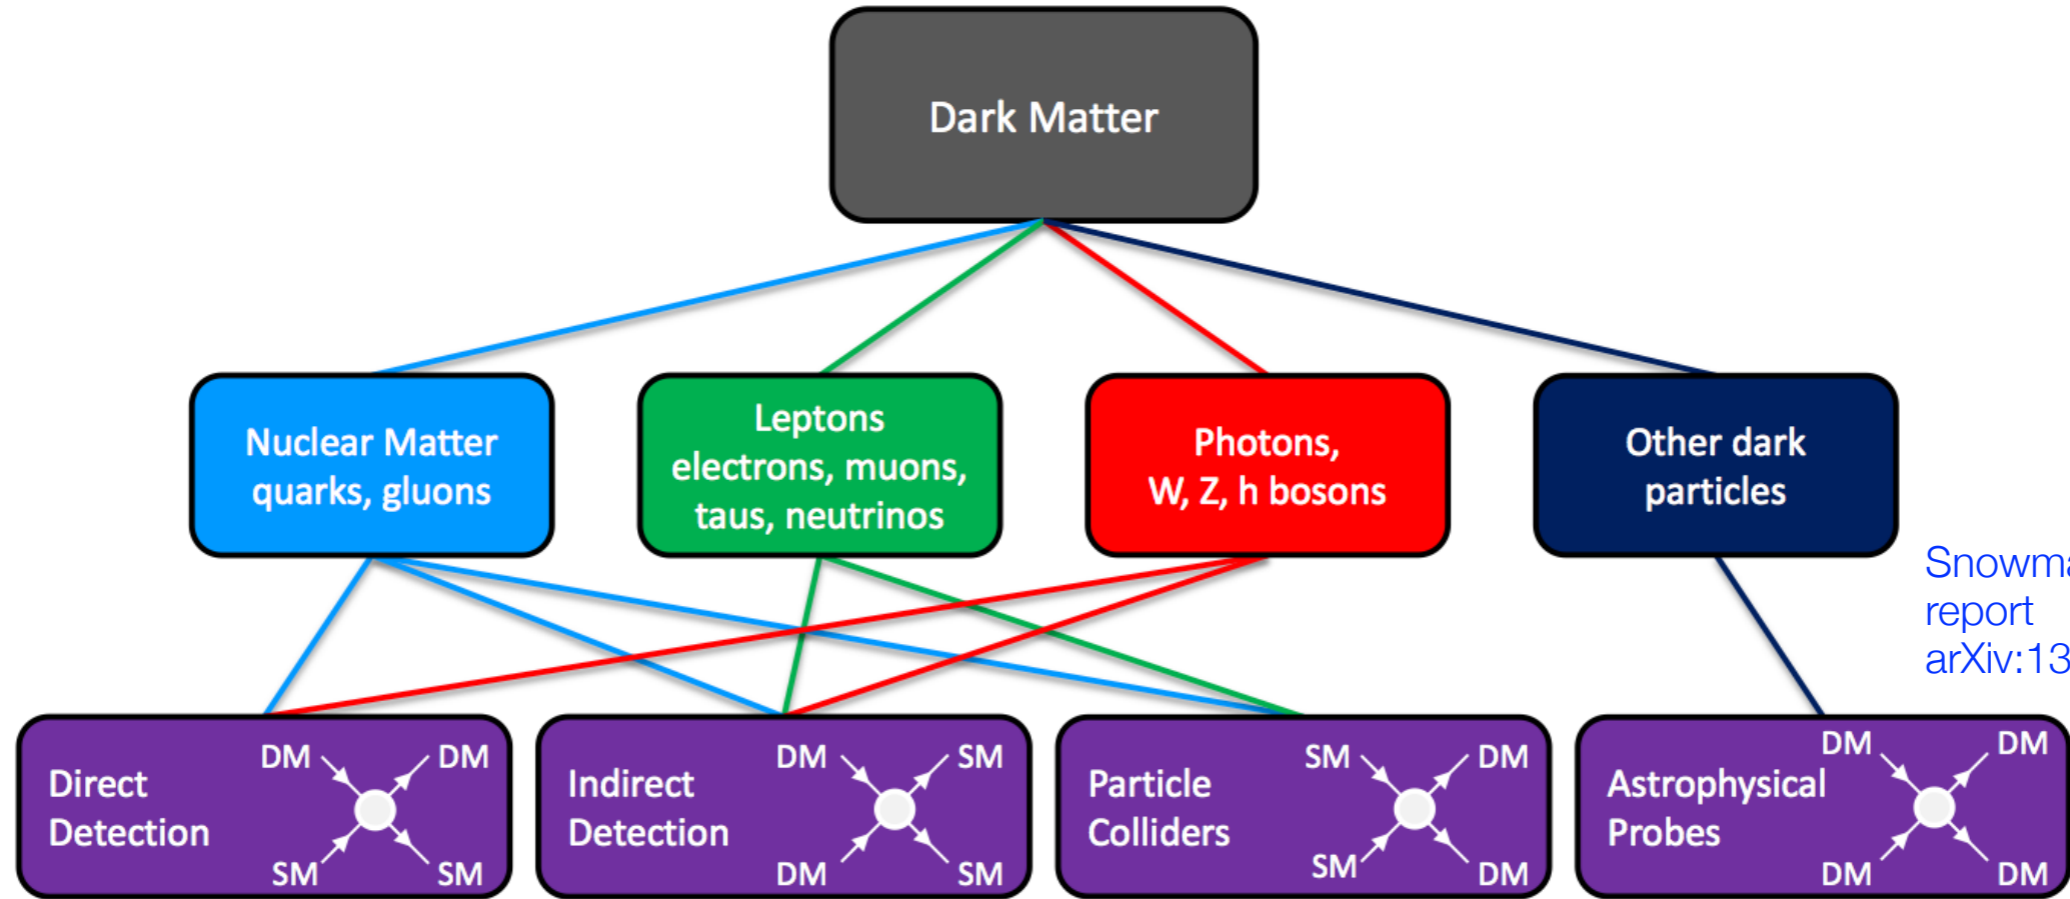 Dark Matter
Nuclear Matter
quarks, gluons
Leptons
electrons, muons,
taus, neutrinos
Photons,
W, Z, h bosons
Other dark
particles
report
Direct
Detection
DM
DM
SM
SM
Indirect
Detection
DM
SM
DM
SM
Particle
Colliders
SM
DM
SM
DM
Astrophysical
Probes
DM
DM
DM
DM